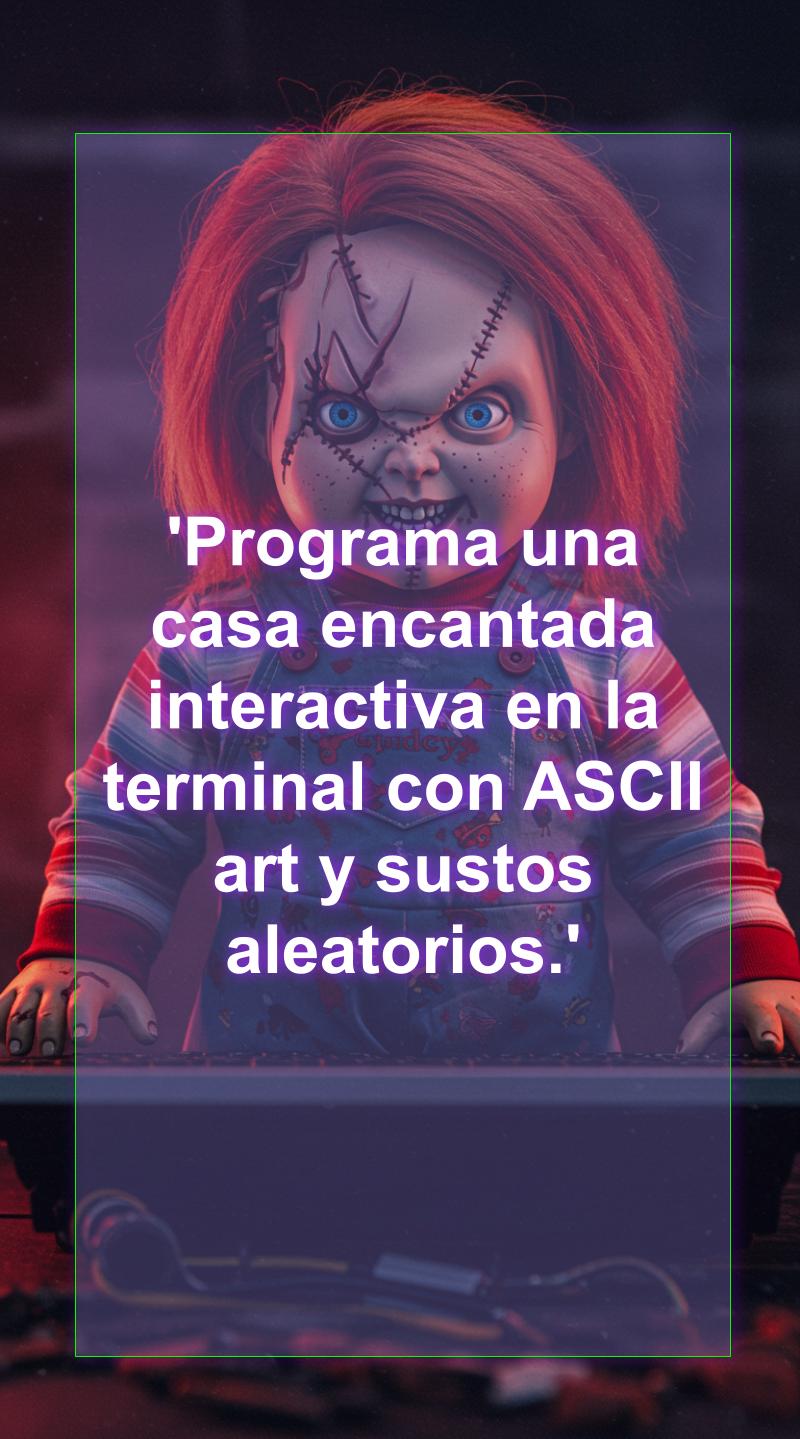 'Programa una
casa encantada
interactiva en la
terminal con ASCII
art y sustos
aleatorios.'